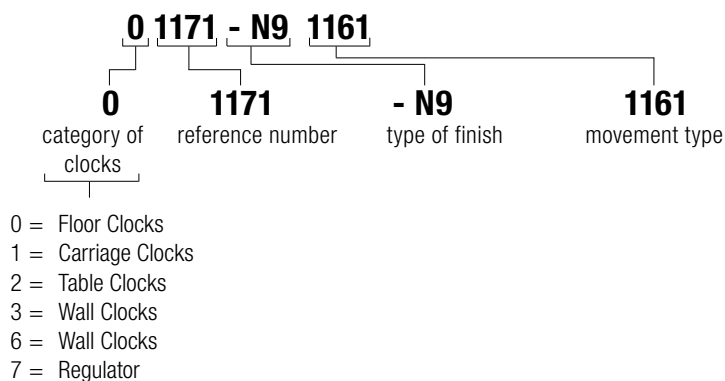 0 1171 - N9 1161
0 1171 - N9 1161
category of clocks reference number type of finish movement type
0 = Floor Clocks
1 = Carriage Clocks
2 = Table Clocks
3 = Wall Clocks
6 = Wall Clocks
7 = Regulator